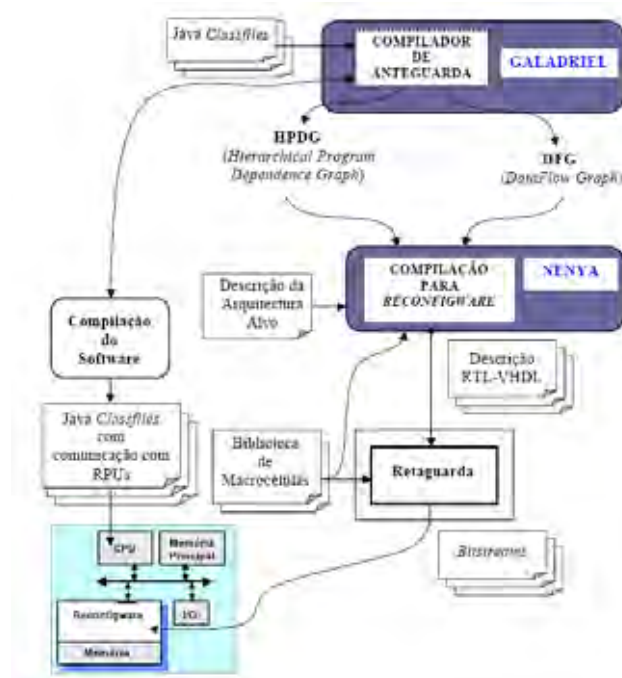 Java Classfiles
COMPILADOR
DE
ANTEGUARDA
GALADRIEL
HPDG
(Hierarchical Program
Dependence Graph)
DFG
(DataFlow Graph)
COMPILAÇÃO
PARA
RECONFIGWARE
NENYA
Descrição da
Arquitectura
Alvo
Compilação
do
Software
Descrição
RTL-VHDL
Java Classfiles
com
comunicação com
RPUs
Biblioteca
de
Macrocélulas
Retaguarda
Bitstreams
CPU
Memória
Principal
Reconfigware
I/O
Memória